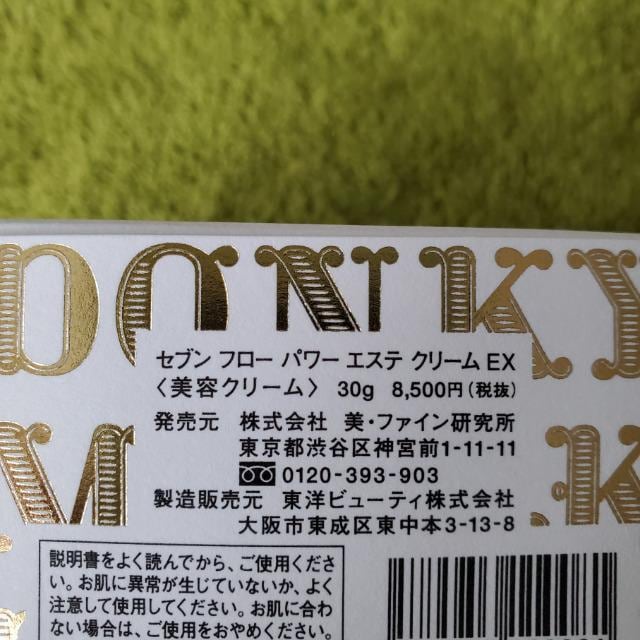 DONKY
セブン フロー パワー エステ クリーム EX
〈美容クリーム〉 30g 8,500円（税抜）
発売元 株式会社 美・ファイン研究所
東京都渋谷区神宮前1-11-11
0120-393-903
製造販売元 東洋ビューティ株式会社
大阪市東成区東中本3-13-8
説明書をよく読んでから、ご使用くださ
い。お肌に異常が生じていないか、よく
注意して使用してください。お肌に合わ
ない場合は、ご使用をおやめください。